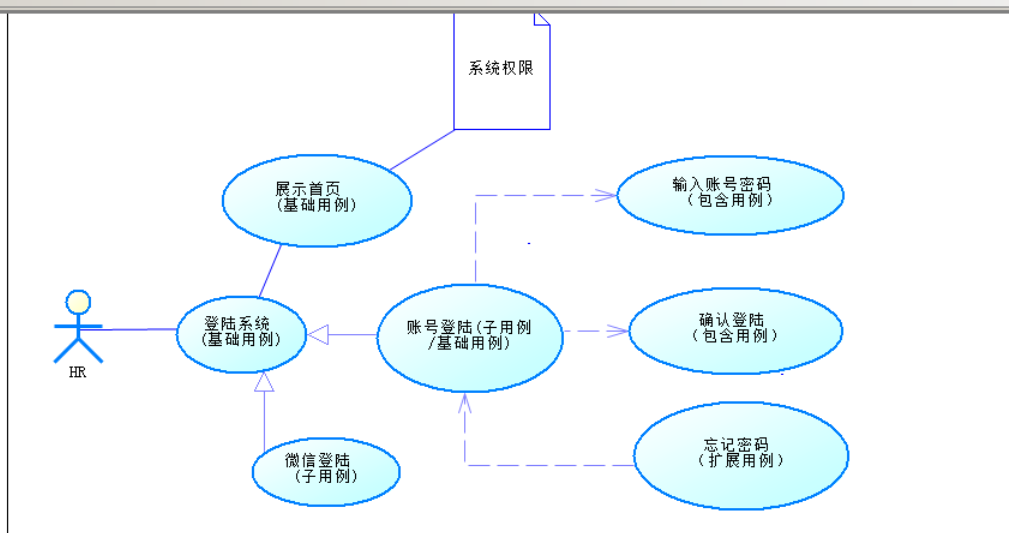 系统权限
展示首页
(基础用例)
输入账号密码
(包含用例)
登陆系统
(基础用例)
账号登陆(子用例
/基础用例)
确认登陆
(包含用例)
HR
微信登陆
(子用例)
忘记密码
(扩展用例)